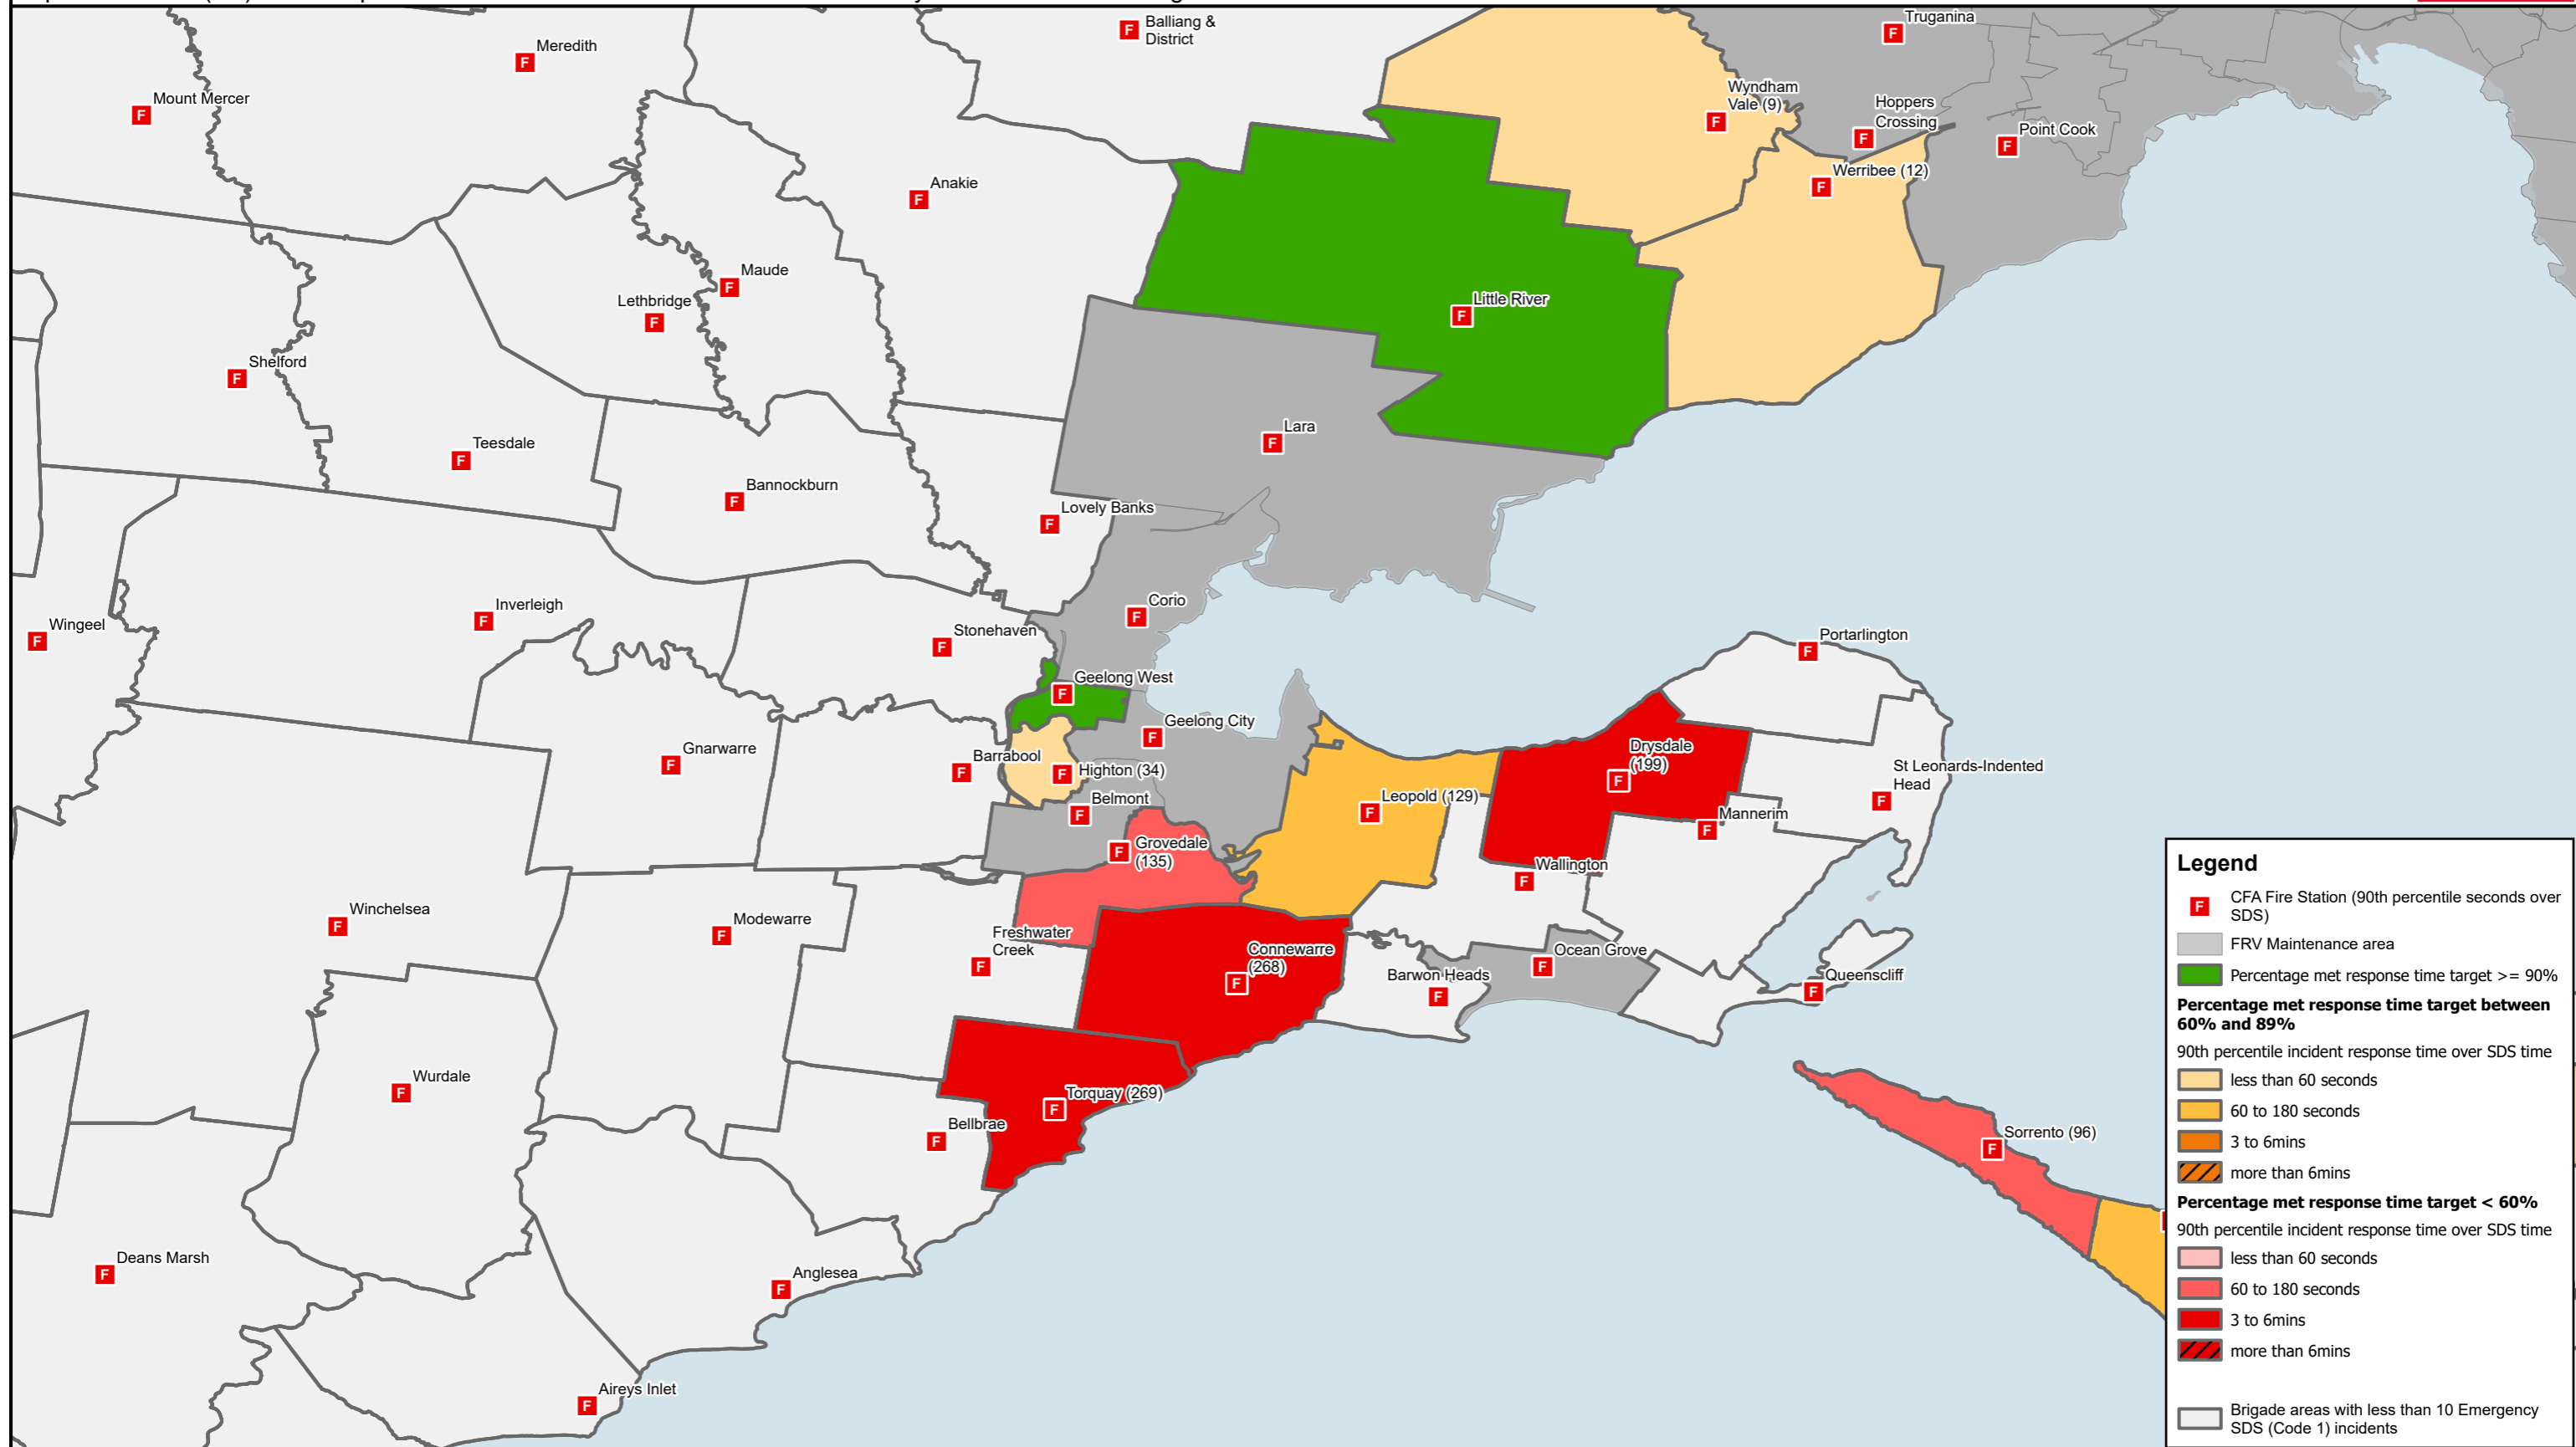 Balliang &
District
Truganina
Meredith
Mount Mercer
Wyndham
Vale (9)
Hoppers
Crossing
Point Cook
Werribee (12)
Anakie
Maude
Lethbridge
Little River
Shelford
Lara
Teesdale
Bannockburn
Lovely Banks
Inverleigh
Corio
Wingeel
Stonehaven
Portarlington
Geelong West
Geelong City
Gnarwarre
Barrabool
Highton (34)
Drysdale
(199)
St Leonards-Indented
Head
Leopold (129)
Belmont
Mannerim
Grovedale
(135)
Wallington
Winchelsea
Modewarre
Freshwater
Creek
Connewarre
(268)
Ocean Grove
Barwon Heads
Queenscliff
Wurdale
Torquay (269)
Bellbrae
Sorrento (96)
Deans Marsh
Anglesea
Aireys Inlet
Legend
CFA Fire Station (90th percentile seconds over
SDS)
FRV Maintenance area
Percentage met response time target >= 90%
Percentage met response time target between
60% and 89%
90th percentile incident response time over SDS time
less than 60 seconds
60 to 180 seconds
3 to 6mins
more than 6mins
Percentage met response time target < 60%
90th percentile incident response time over SDS time
less than 60 seconds
60 to 180 seconds
3 to 6mins
more than 6mins
Brigade areas with less than 10 Emergency
SDS (Code 1) incidents